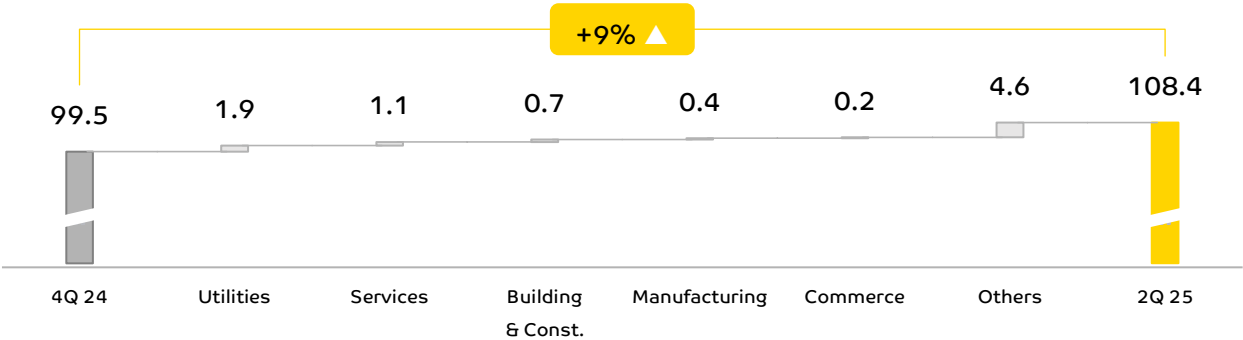 +9%
99.5
1.9
1.1
0.7
0.4
0.2
4.6
108.4
4Q 24
Utilities
Services
Building
& Const.
Manufacturing
Commerce
Others
2Q 25